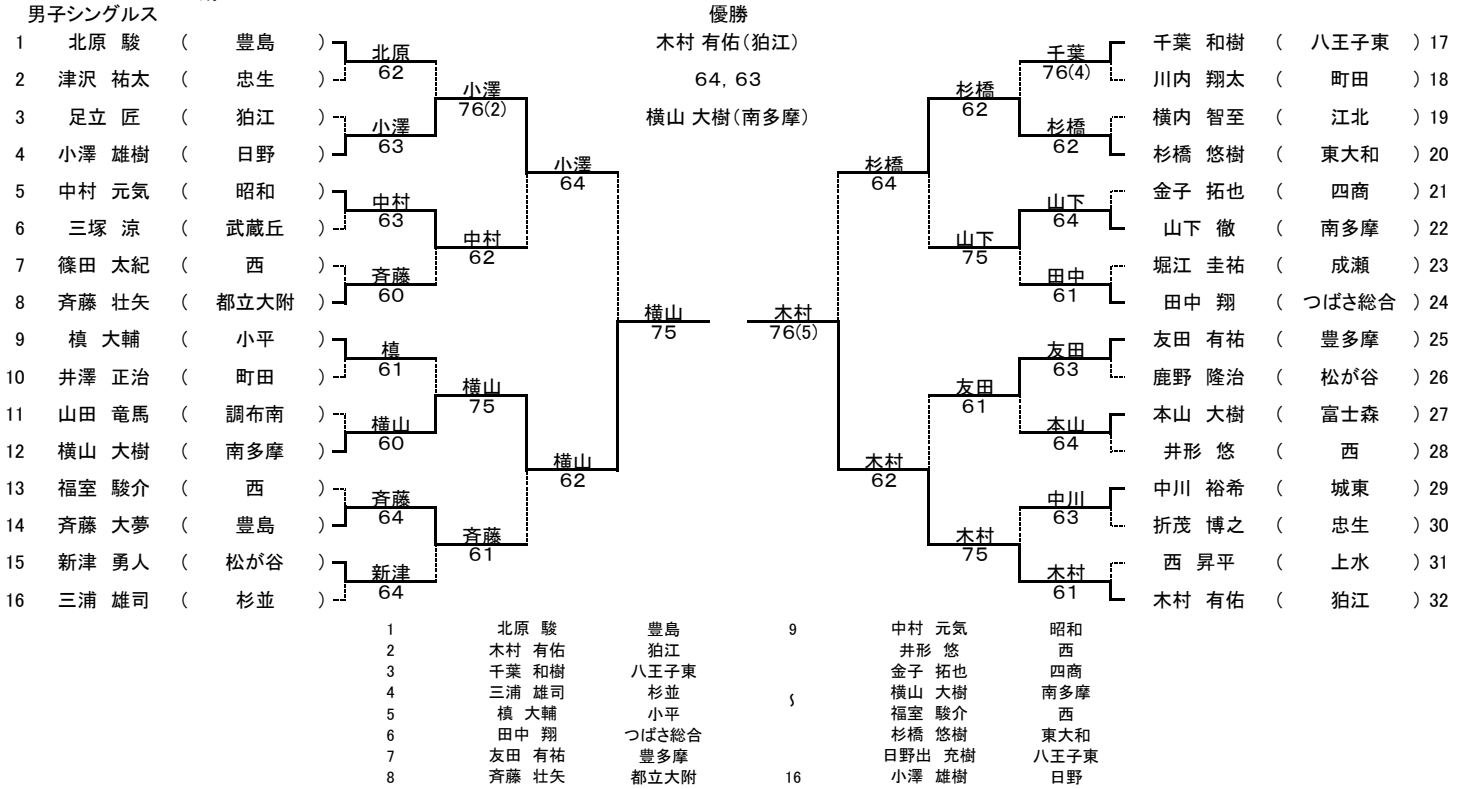 男子シングルス
優勝
木村 有佑(狛江)
64, 63
横山 大樹(南多摩)
1 北原 駿 ( 豊島 )
2 津沢 祐太 ( 忠生 )
3 足立 匠 ( 狛江 )
4 小澤 雄樹 ( 日野 )
5 中村 元気 ( 昭和 )
6 三塚 涼 ( 武蔵丘 )
7 篠田 太紀 ( 西 )
8 斉藤 壮矢 ( 都立大附 )
9 槙 大輔 ( 小平 )
10 井澤 正治 ( 町田 )
11 山田 竜馬 ( 調布南 )
12 横山 大樹 ( 南多摩 )
13 福室 駿介 ( 西 )
14 斉藤 大夢 ( 豊島 )
15 新津 勇人 ( 松が谷 )
16 三浦 雄司 ( 杉並 )
北原
62
小澤
63
中村
63
斉藤
60
槙
61
横山
60
斉藤
64
新津
64
小澤
76(2)
中村
62
横山
75
斉藤
61
小澤
64
横山
62
横山
75
木村
76(5)
杉橋
64
木村
62
杉橋
62
山下
75
友田
61
木村
75
千葉
76(4)
杉橋
62
山下
64
田中
61
友田
63
本山
64
中川
63
木村
61
千葉 和樹 ( 八王子東 ) 17
川内 翔太 ( 町田 ) 18
横内 智至 ( 江北 ) 19
杉橋 悠樹 ( 東大和 ) 20
金子 拓也 ( 四商 ) 21
山下 徹 ( 南多摩 ) 22
堀江 圭祐 ( 成瀬 ) 23
田中 翔 ( つばさ総合 ) 24
友田 有祐 ( 豊多摩 ) 25
鹿野 隆治 ( 松が谷 ) 26
本山 大樹 ( 富士森 ) 27
井形 悠 ( 西 ) 28
中川 裕希 ( 城東 ) 29
折茂 博之 ( 忠生 ) 30
西 昇平 ( 上水 ) 31
木村 有佑 ( 狛江 ) 32
1 北原 駿 豊島 9 中村 元気 昭和
2 木村 有佑 狛江 井形 悠 西
3 千葉 和樹 八王子東 金子 拓也 四商
4 三浦 雄司 杉並 ～ 横山 大樹 南多摩
5 槙 大輔 小平 福室 駿介 西
6 田中 翔 つばさ総合 杉橋 悠樹 東大和
7 友田 有祐 豊多摩 日野出 充樹 八王子東
8 斉藤 壮矢 都立大附 16 小澤 雄樹 日野